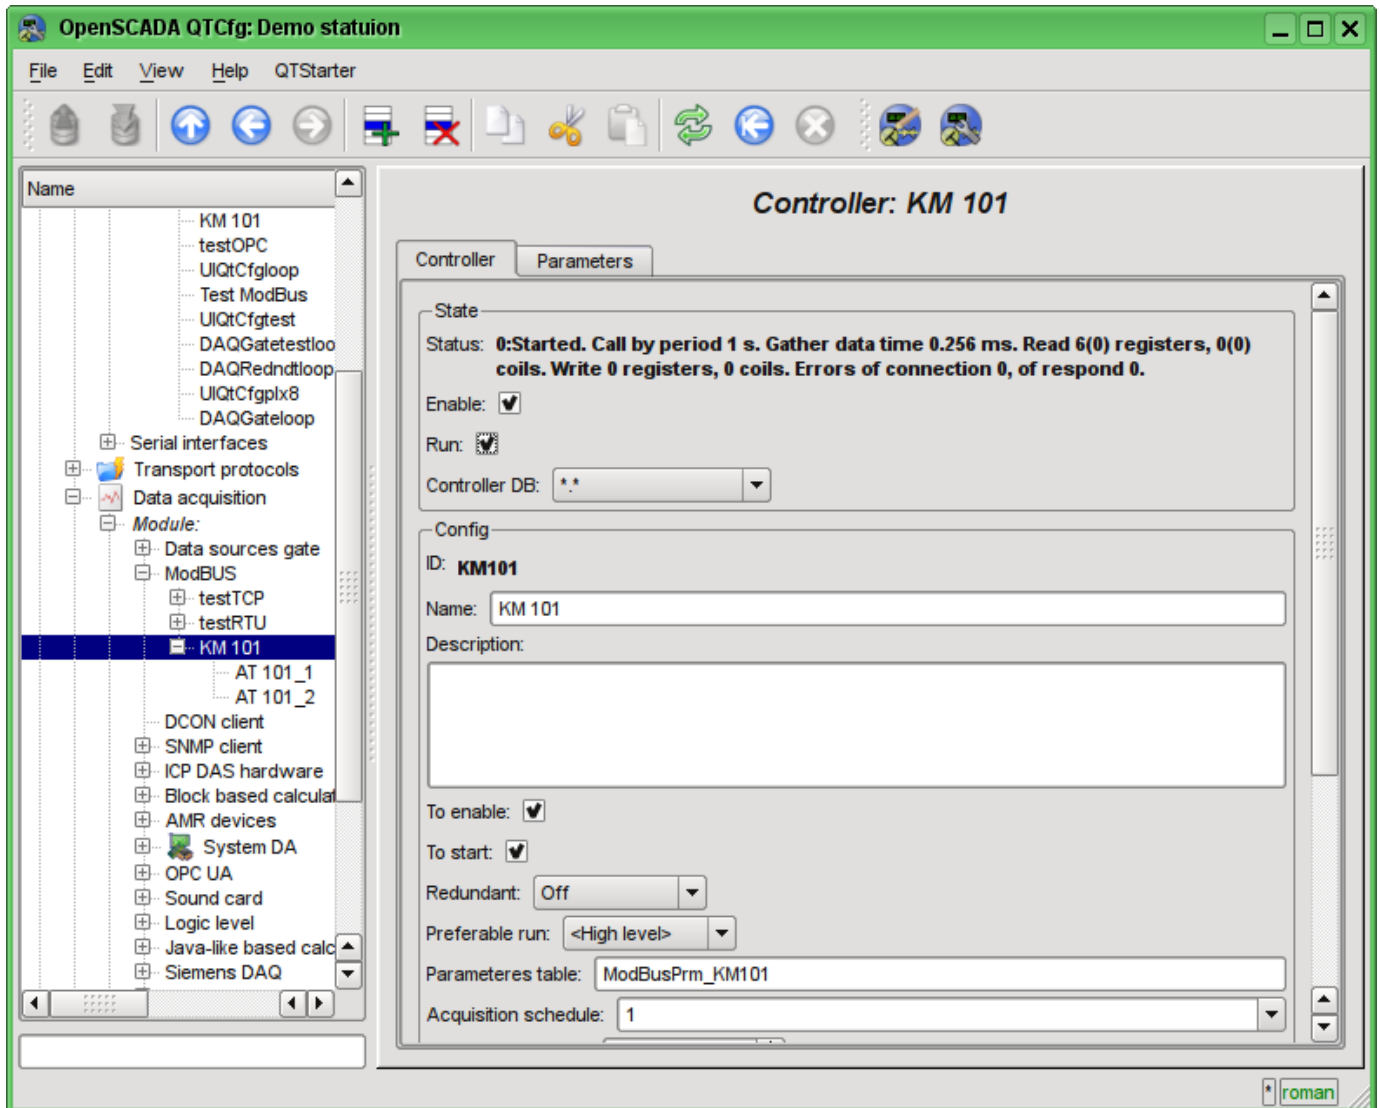 OpenSCADA QTCfg: Demo statuion
File Edit View Help QTStarter
Name
KM 101
testOPC
UIQtCfgloop
Test ModBus
UIQtCfgtest
DAQGatetestloo
DAQRedndtloop
UIQtCfgplx8
DAQGateloop
Serial interfaces
Transport protocols
Data acquisition
Module:
Data sources gate
ModBUS
testTCP
testRTU
KM 101
AT 101_1
AT 101_2
DCON client
SNMP client
ICP DAS hardware
Block based calculat
AMR devices
System DA
OPC UA
Sound card
Logic level
Java-like based calc
Siemens DAQ
Controller: KM 101
Controller Parameters
State
Status: 0:Started. Call by period 1 s. Gather data time 0.256 ms. Read 6(0) registers, 0(0)
coils. Write 0 registers, 0 coils. Errors of connection 0, of respond 0.
Enable:
Run:
Controller DB: *.*
Config
ID: KM101
Name: KM 101
Description:
To enable:
To start:
Redundant: Off
Preferable run: <High level>
Parameteres table: ModBusPrm_KM101
Acquisition schedule: 1
* roman